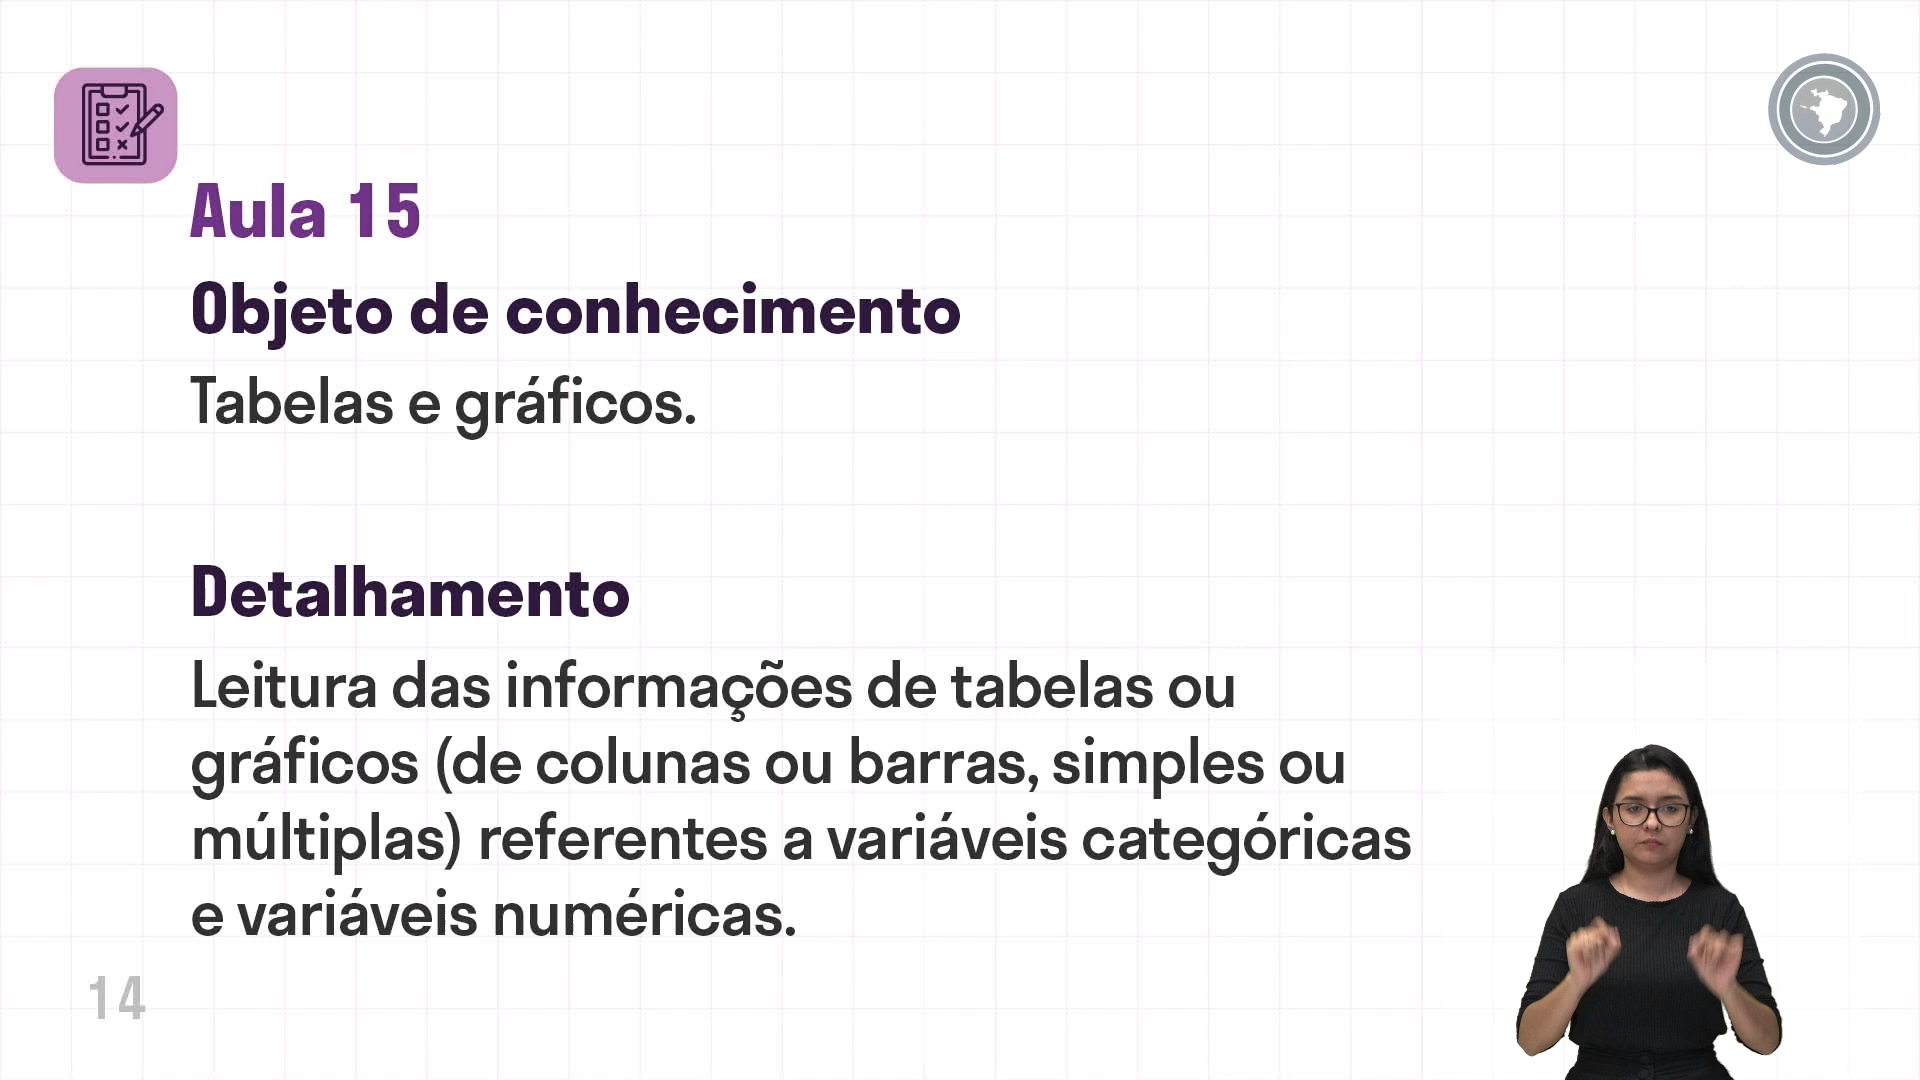 Aula 15
Objeto de conhecimento
Tabelas e gráficos.
Detalhamento
Leitura das informações de tabelas ou
gráficos (de colunas ou barras, simples ou
múltiplas) referentes a variáveis categóricas
e variáveis numéricas.
14